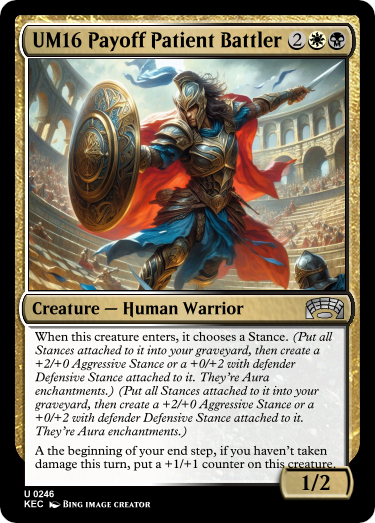 UM16 Payoff Patient Battler 2
Creature — Human Warrior
When this creature enters, it chooses a Stance. (Put all
Stances attached to it into your graveyard, then create a
+2/+0 Aggressive Stance or a +0/+2 with defender
Defensive Stance attached to it. They're Aura
enchantments.) (Put all Stances attached to it into your
graveyard, then create a +2/+0 Aggressive Stance or a
+0/+2 with defender Defensive Stance attached to it.
They're Aura enchantments.)
A the beginning of your end step, if you haven't taken
damage this turn, put a +1/+1 counter on this creature.
1/2
U 0246
KEC BING IMAGE CREATOR